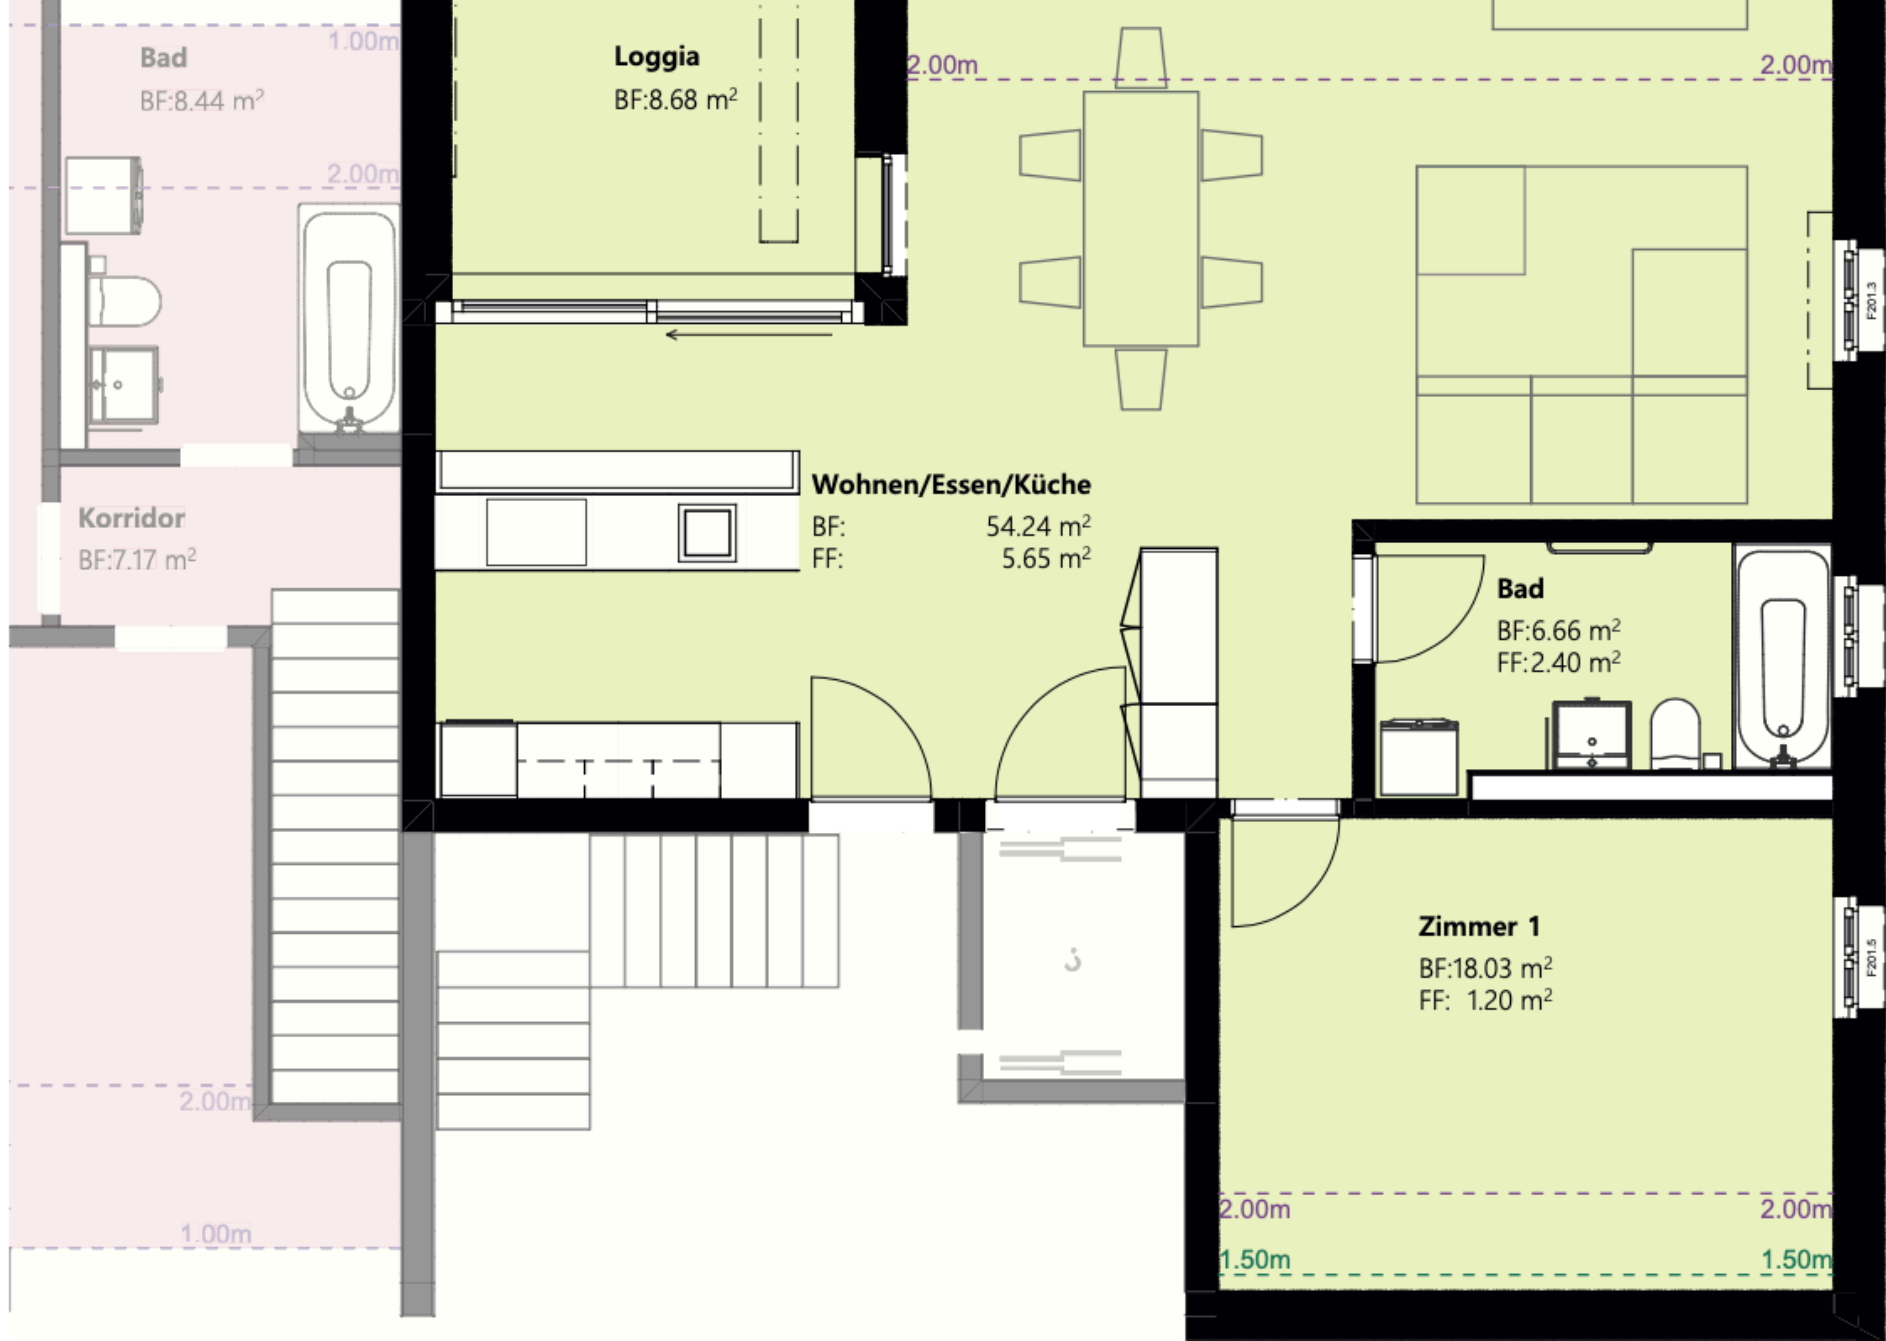 1.00m
Bad
BF:8.44 m²
2.00m
Korridor
BF:7.17 m²
2.00m
1.00m
Loggia
BF:8.68 m²
2.00m
2.00m
F201.3
Wohnen/Essen/Küche
BF: 54.24 m²
FF: 5.65 m²
Bad
BF:6.66 m²
FF:2.40 m²
Zimmer 1
BF:18.03 m²
FF: 1.20 m²
F201.5
2.00m
2.00m
1.50m
1.50m